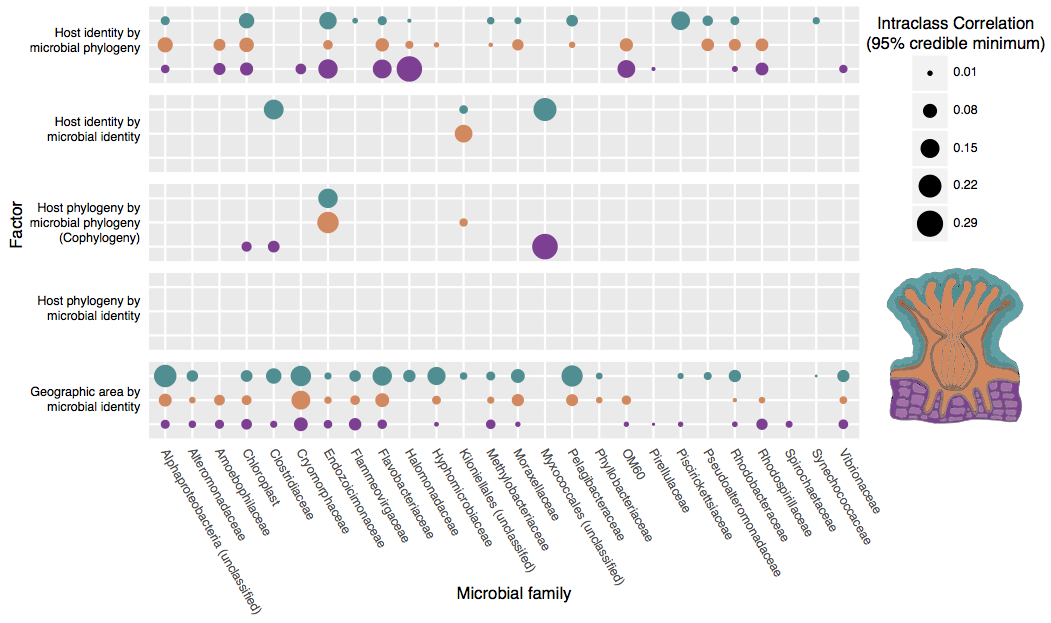 Host identity by
microbial phylogeny
Host identity by
microbial identity
Host phylogeny by
microbial phylogeny
(Cophylogeny)
Host phylogeny by
microbial identity
Geographic area by
microbial identity
Factor
Alphaproteobacteria (unclassified)
Alteromonadaceae
Amoebophilaceae
Chloroplast
Clostridiaceae
Cryomorphaceae
Endozoicimonaceae
Flammeovirgaceae
Flavobacteriaceae
Halomonadaceae
Hyphomicrobiaceae
Kiloniellales (unclassifed)
Methylobacteriaceae
Moraxellaceae
Myxococcales (unclassified)
Pelagibacteraceae
Phyllobacteriaceae
OM60
Pirellulaceae
Piscirickettsiaceae
Pseudoalteromonadaceae
Rhodobacteraceae
Rhodospirillaceae
Spirochaetaceae
Synechococcaceae
Vibrionaceae
Microbial family
Intraclass Correlation
(95% credible minimum)
0.01
0.08
0.15
0.22
0.29